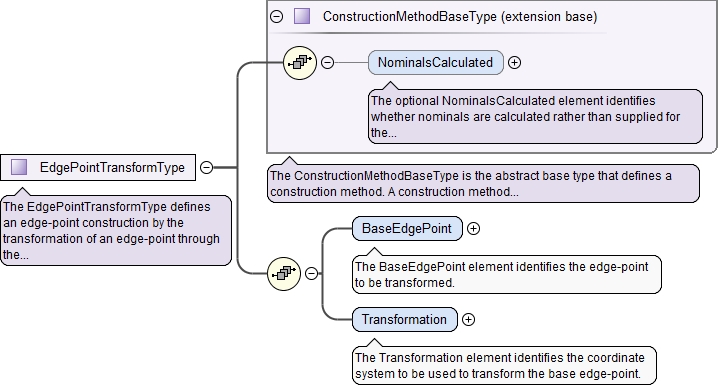 ConstructionMethodBaseType (extension base)
NominalsCalculated
The optional NominalsCalculated element identifies
whether nominals are calculated rather than supplied for
the...
EdgePointTransformType
The EdgePointTransformType defines
an edge-point construction by the
transformation of an edge-point through
the...
The ConstructionMethodBaseType is the abstract base type that defines a
construction method. A construction method...
BaseEdgePoint
The BaseEdgePoint element identifies the edge-point
to be transformed.
Transformation
The Transformation element identifies the coordinate
system to be used to transform the base edge-point.